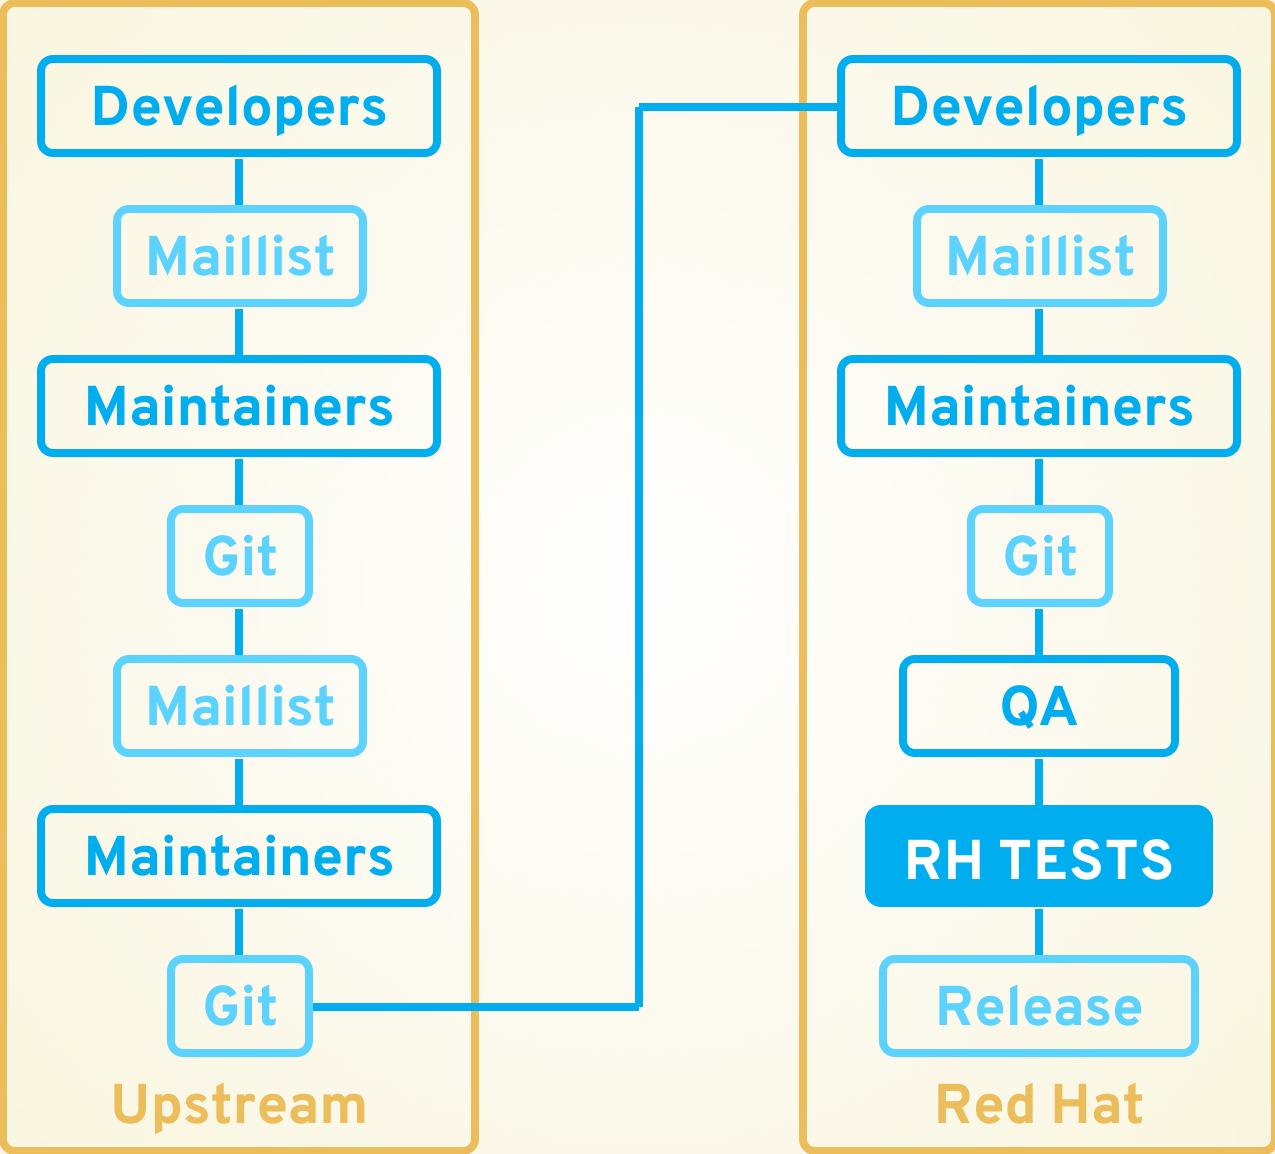 Developers
Maillist
Maintainers
Git
Maillist
Maintainers
Git
Upstream
Developers
Maillist
Maintainers
Git
QA
RH TESTS
Release
Red Hat